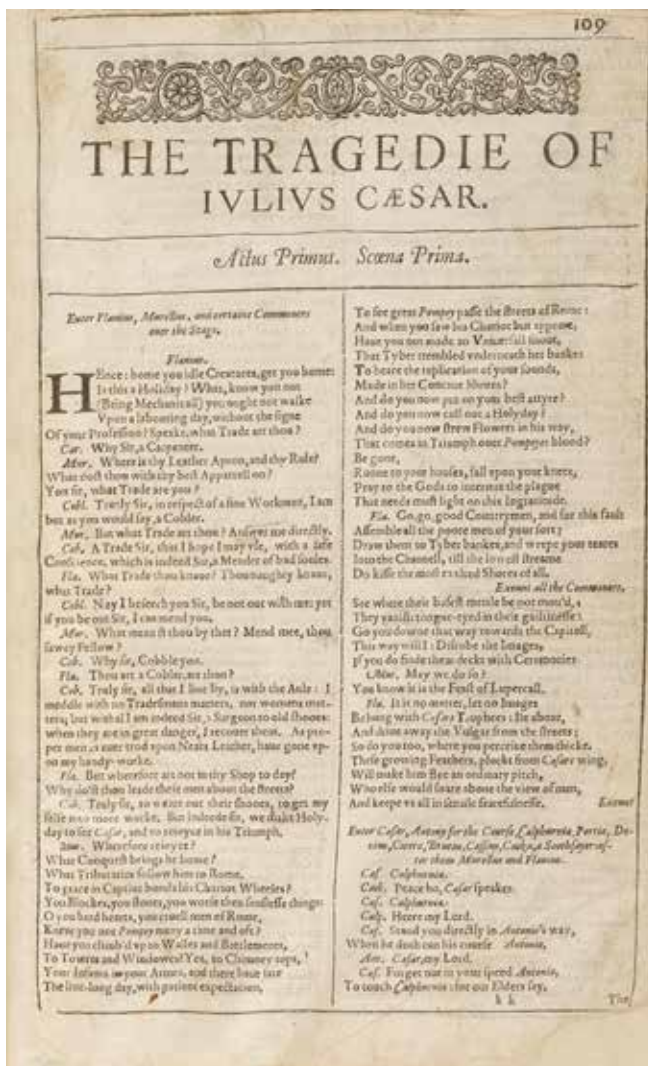 109
THE TRAGEDIE OF
IVLIVS CÆSAR.
Actus Primus. Scœna Prima.
Enter Flauius, Murellus, and certaine Commoners
ouer the Stage.
Flauius.
HEnce: home you idle Creatures, get you home:
Is this a Holiday? What, know you not
(Being Mechanicall) you ought not walke
Vpon a labouring day, without the signe
Of your Profession? Speake, what Trade art thou?
Car. Why Sir, a Carpenter.
Mur. Where is thy Leather Apron, and thy Rule?
What dost thou with thy best Apparrell on?
You sir, what Trade are you?
Cobl. Truely Sir, in respect of a fine Workman, I am
but as you would say, a Cobler.
Mur. But what Trade art thou? Answer me directly.
Cob. A Trade Sir, that I hope I may vse, with a safe
Conscience, which is indeed Sir, a Mender of bad soules.
Fla. What Trade thou knaue? Thou naughty knaue,
what Trade?
Cobl. Nay I beseech you Sir, be not out with me: yet
if you be out Sir, I can mend you.
Mur. What mean'st thou by that? Mend mee, thou
sawcy Fellow?
Cob. Why sir, Cobble you.
Fla. Thou art a Cobler, art thou?
Cob. Truly sir, all that I liue by, is with the Aule: I
meddle with no Tradesmans matters, nor womens mat-
ters; but withal I am indeed Sir, a Surgeon to old shooes:
when they are in great danger, I recouer them. As pro-
per men as euer trod vpon Neats Leather, haue gone vp-
on my handy-worke.
Fla. But wherefore art not in thy Shop to day?
Why do'st thou leade these men about the streets?
Cob. Truly sir, to weare out their shooes, to get my
selfe into more worke. But indeede sir, we make Holy-
day to see Cæsar, and to reioyce in his Triumph.
Mur. Wherefore reioyce?
What Conquest brings he home?
What Tributaries follow him to Rome,
To grace in Captiue bonds his Chariot Wheeles?
You Blockes, you stones, you worse then senslesse things:
O you hard hearts, you cruell men of Rome,
Knew you not Pompey many a time and oft?
Haue you climb'd vp to Walles and Battlements,
To Towres and Windowes? Yea, to Chimney tops,
Your Infants in your Armes, and there haue sate
The liue-long day, with patient expectation,
To see great Pompey passe the streets of Rome:
And when you saw his Chariot but appeare,
Haue you not made an Vniuersall shout,
That Tyber trembled vnderneath her bankes
To heare the replication of your sounds,
Made in her Concaue Shores?
And do you now put on your best attyre?
And do you now cull out a Holyday?
And do you now strew Flowers in his way,
That comes in Triumph ouer Pompeyes blood?
Be gone,
Runne to your houses, fall vpon your knees,
Pray to the Gods to intermit the plague
That needs must light on this Ingratitude.
Fla. Go, go, good Countrymen, and for this fault
Assemble all the poore men of your sort;
Draw them to Tyber bankes, and weepe your teares
Into the Channell, till the lowest streame
Do kisse the most exalted Shores of all.
Exeunt all the Commoners.
See where their basest mettle be not mou'd,
They vanish tongue-tyed in their guiltinesse:
Go you downe that way towards the Capitoll,
This way will I: Disrobe the Images,
If you do finde them deckt with Ceremonies.
Mur. May we do so?
You know it is the Feast of Lupercall.
Fla. It is no matter, let no Images
Be hung with Cæsars Trophees: Ile about,
And driue away the Vulgar from the streets;
So do you too, where you perceiue them thicke.
These growing Feathers, pluckt from Cæsars wing,
Will make him flye an ordinary pitch,
Who else would soare aboue the view of men,
And keepe vs all in seruile fearefulnesse. Exeunt
Enter Cæsar, Antony for the Course, Calphurnia, Portia, De-
cius, Cicero, Brutus, Cassius, Caska, a Soothsayer: af-
ter them Murellus and Flauius.
Cæs. Calphurnia.
Cask. Peace ho, Cæsar speakes.
Cæs. Calphurnia.
Calp. Heere my Lord.
Cæs. Stand you directly in Antonio's way,
When he doth run his course. Antonio.
Ant. Cæsar, my Lord.
Cæs. Forget not in your speed Antonio,
To touch Calphurnia: for our Elders say,
k k The